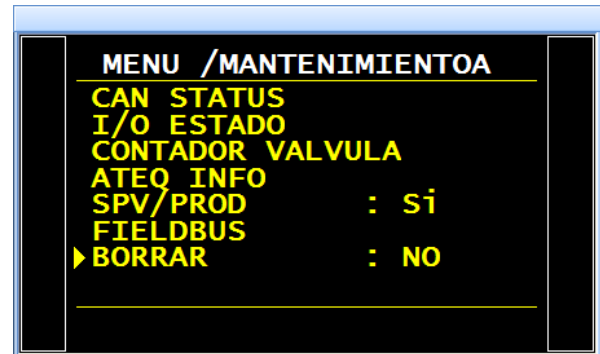 MENU /MANTENIMIENTOA
CAN STATUS
I/O ESTADO
CONTADOR VALVULA
ATEQ INFO
SPV/PROD : Si
FIELDBUS
BORRAR : NO